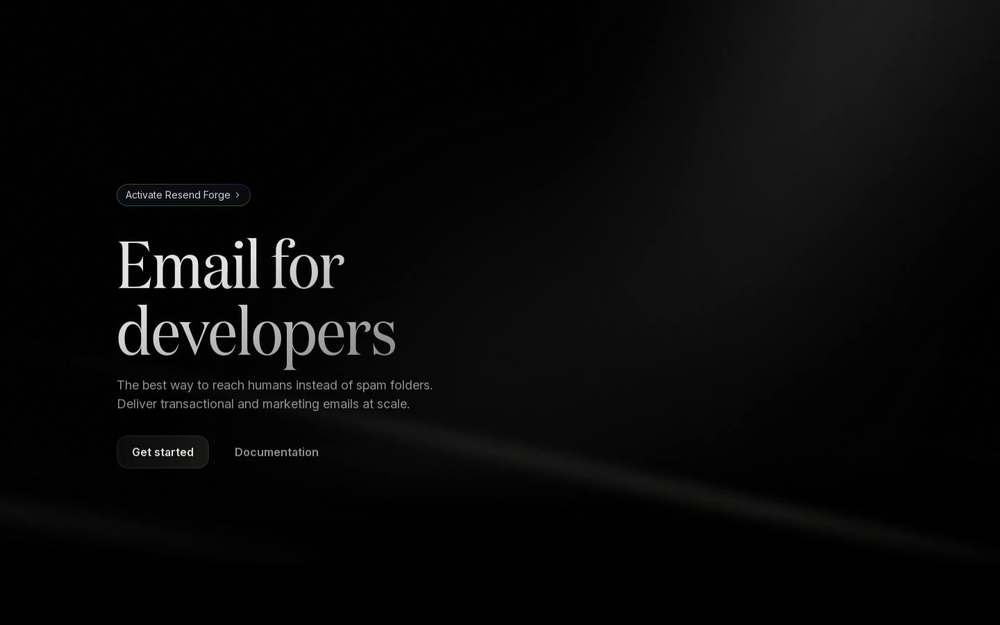 Activate Resend Forge ›
Email for
developers
The best way to reach humans instead of spam folders.
Deliver transactional and marketing emails at scale.
Get started
Documentation